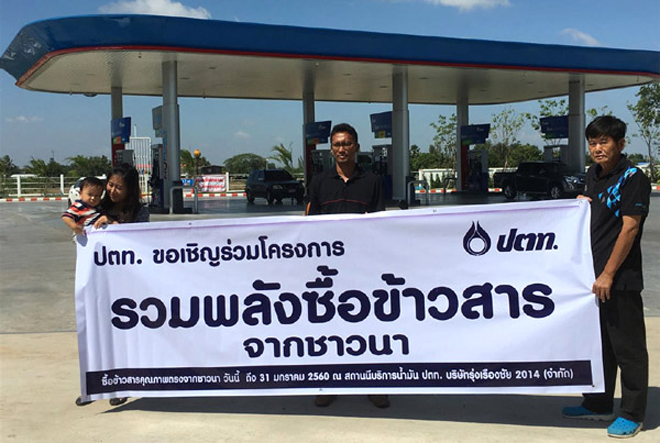 ปตท. ขอเชิญร่วมโครงการ
ปตท.
รวมพลังซื้อข้าวสาร
จากชาวนา
ซื้อข้าวสารคุณภาพตรงจากชาวนา วันนี้ ถึง 31 มกราคม 2560 ณ สถานนีบริการน้ำมัน ปตท. บริษัทรุ่งเรืองชัย 2014 (จำกัด)